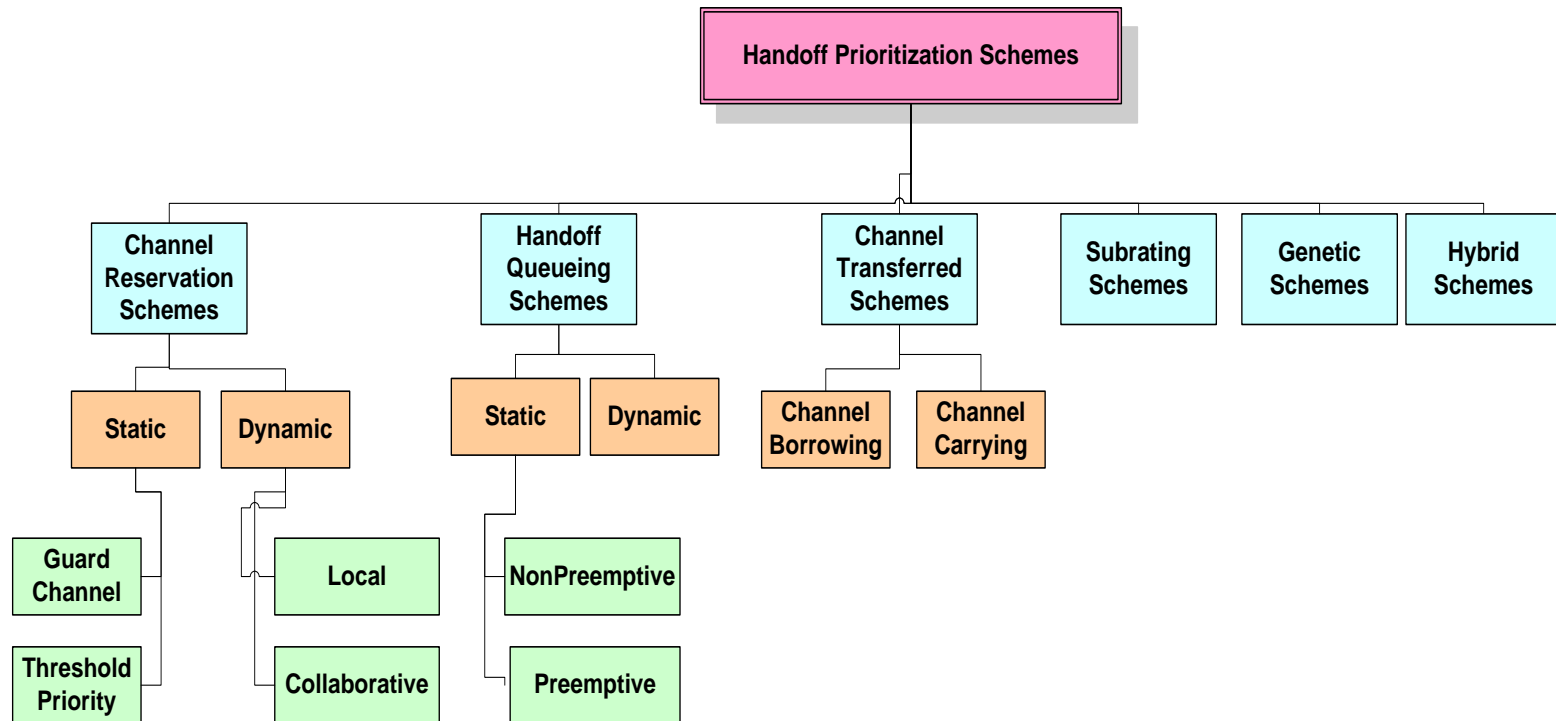 Handoff Prioritization Schemes
Channel
Reservation
Schemes
Handoff
Queueing
Schemes
Channel
Transferred
Schemes
Subrating
Schemes
Genetic
Schemes
Hybrid
Schemes
Static
Dynamic
Static
Dynamic
Channel
Borrowing
Channel
Carrying
Guard
Channel
Local
NonPreemptive
Threshold
Priority
Collaborative
Preemptive